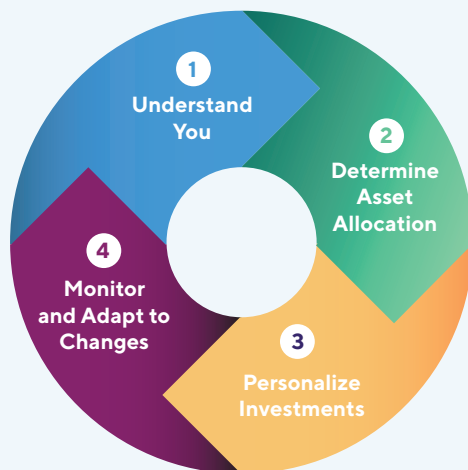 1
Understand
You
2
Determine
Asset
Allocation
3
Personalize
Investments
4
Monitor
and Adapt to
Changes